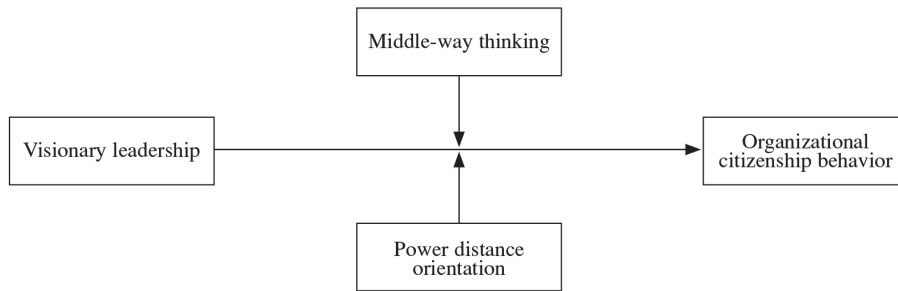 Middle-way thinking
Visionary leadership
Organizational
citizenship behavior
Power distance
orientation